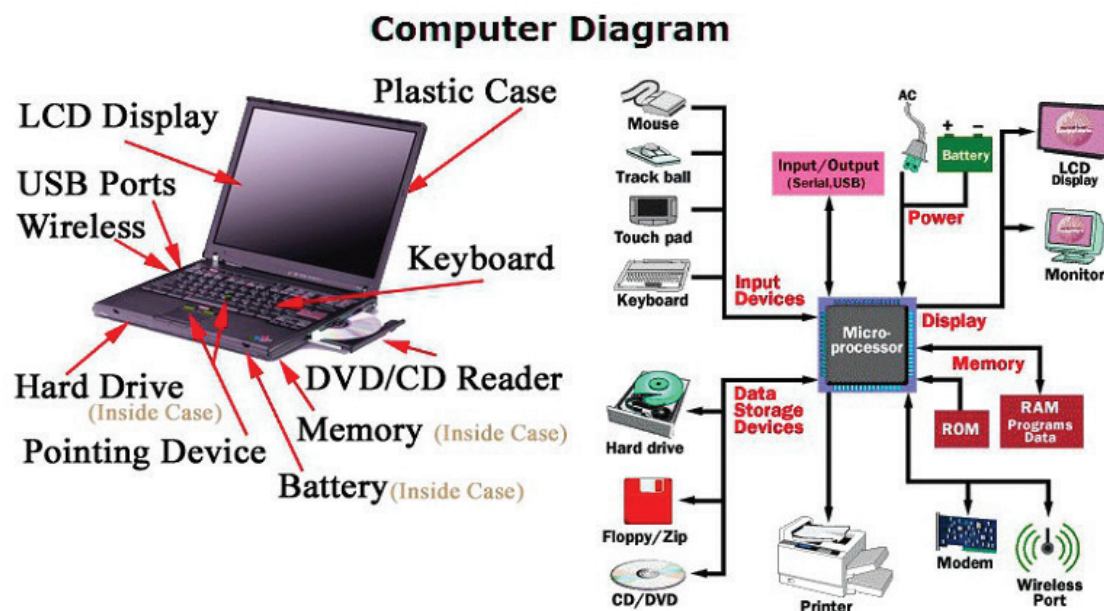 Computer Diagram
LCD Display
Plastic Case
USB Ports
Wireless
Keyboard
Hard Drive
(Inside Case)
DVD/CD Reader
Pointing Device
Memory (Inside Case)
Battery (Inside Case)
Mouse
Track ball
Touch pad
Keyboard
Input
Devices
Input/Output
(Serial,USB)
AC
+ −
Battery
Power
LCD
Display
Monitor
Micro-
processor
Display
Memory
ROM
RAM
Programs
Data
Data
Storage
Devices
Hard drive
Floppy/Zip
CD/DVD
Printer
Modem
Wireless
Port